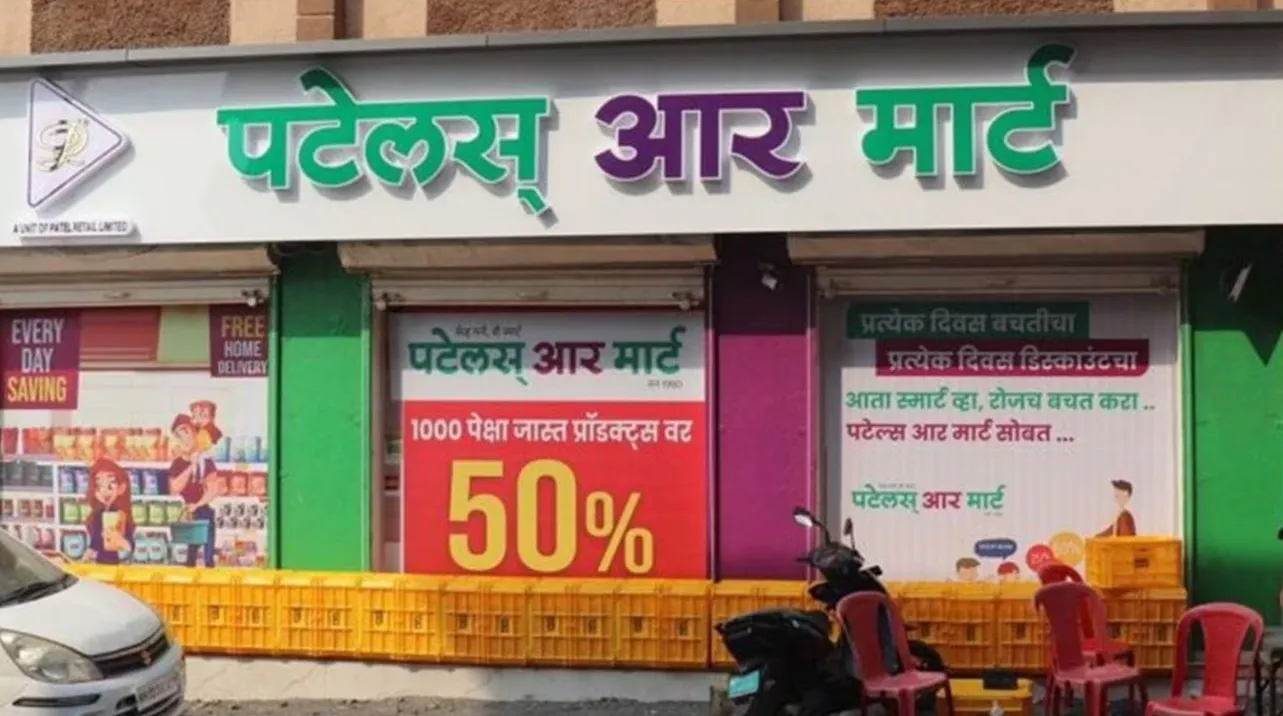 पटेलस् आर मार्ट
A UNIT OF PATEL RETAIL LIMITED
EVERY
DAY
SAVING
FREE
HOME
DELIVERY
पटेलस् आर मार्ट
1000 पेक्षा जास्त प्रॉडक्ट्स वर
50%
प्रत्येक दिवस बचतीचा
प्रत्येक दिवस डिस्काउंटचा
आता स्मार्ट व्हा, रोजच बचत करा ..
पटेल्स आर मार्ट सोबत ...
पटेलस् आर मार्ट